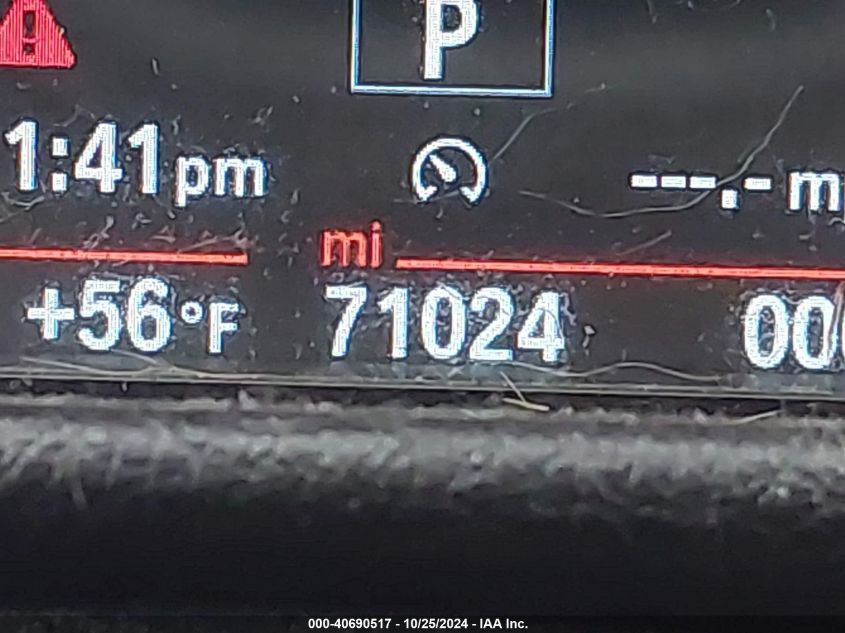 P
1:41 pm
---.- m
mi
+56 °F 71024 00
000-40690517 - 10/25/2024 - IAA Inc.